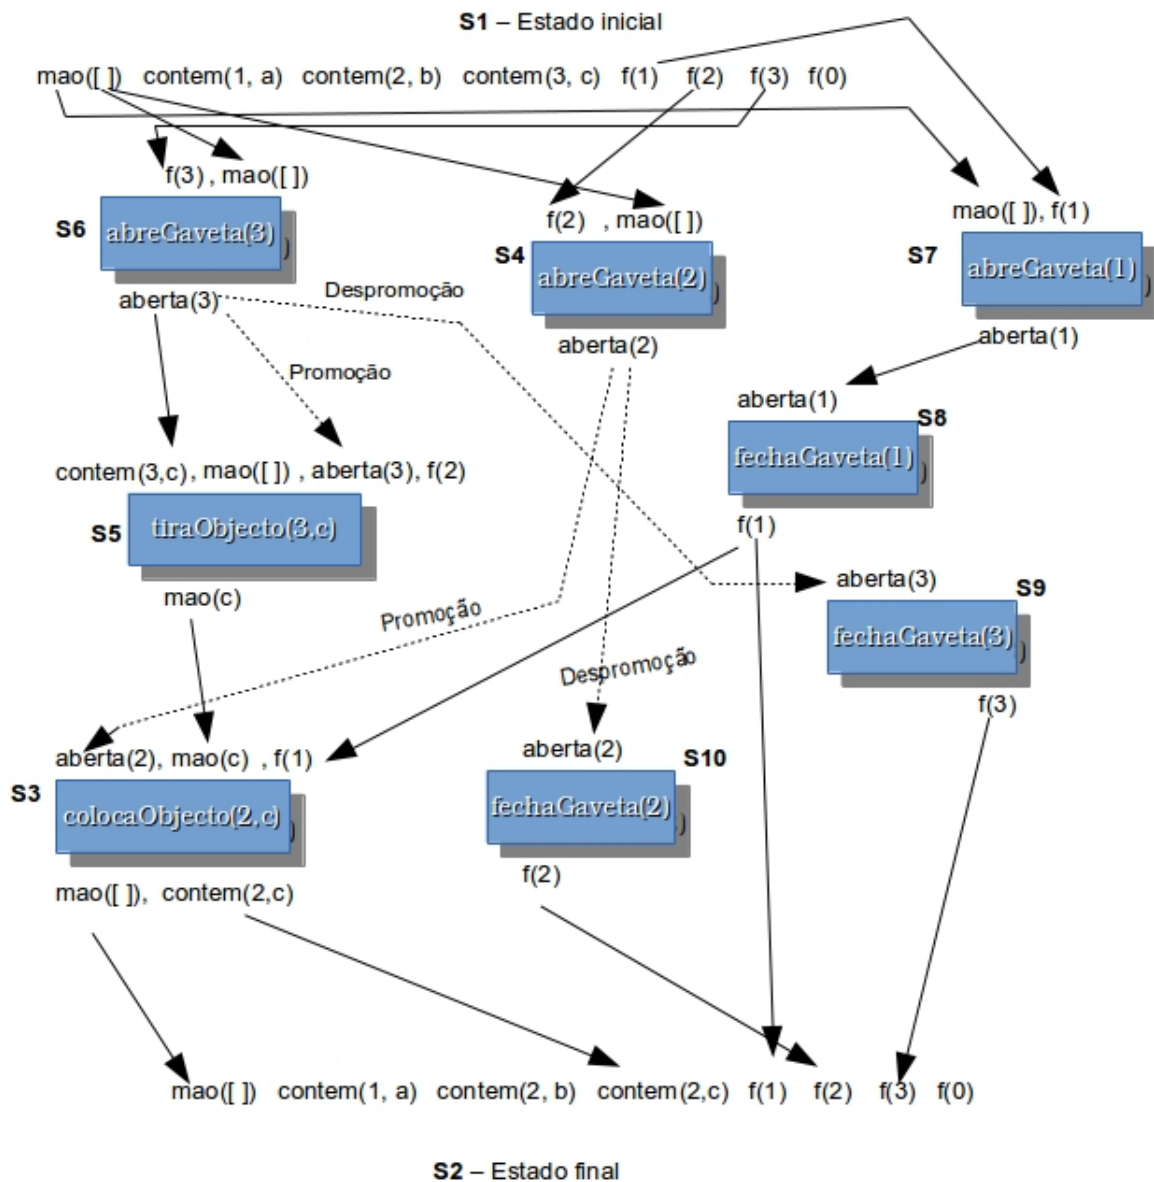 S1 – Estado inicial
mao([ ]) contem(1, a) contem(2, b) contem(3, c) f(1) f(2) f(3) f(0)
f(3) , mao([ ])
S6
abreGaveta(3)
)
aberta(3)
f(2) , mao([ ])
S4
abreGaveta(2)
)
aberta(2)
mao([ ]), f(1)
S7
abreGaveta(1)
)
aberta(1)
Despromoção
Promoção
aberta(1)
S8
fechaGaveta(1)
)
f(1)
contem(3,c), mao([ ]) , aberta(3), f(2)
S5
tiraObjecto(3,c)
mao(c)
aberta(3)
S9
fechaGaveta(3)
)
f(3)
Promoção
Despromoção
aberta(2), mao(c) , f(1)
S3
colocaObjecto(2,c)
)
mao([ ]), contem(2,c)
aberta(2)
S10
fechaGaveta(2)
)
f(2)
mao([ ]) contem(1, a) contem(2, b) contem(2,c) f(1) f(2) f(3) f(0)
S2 – Estado final